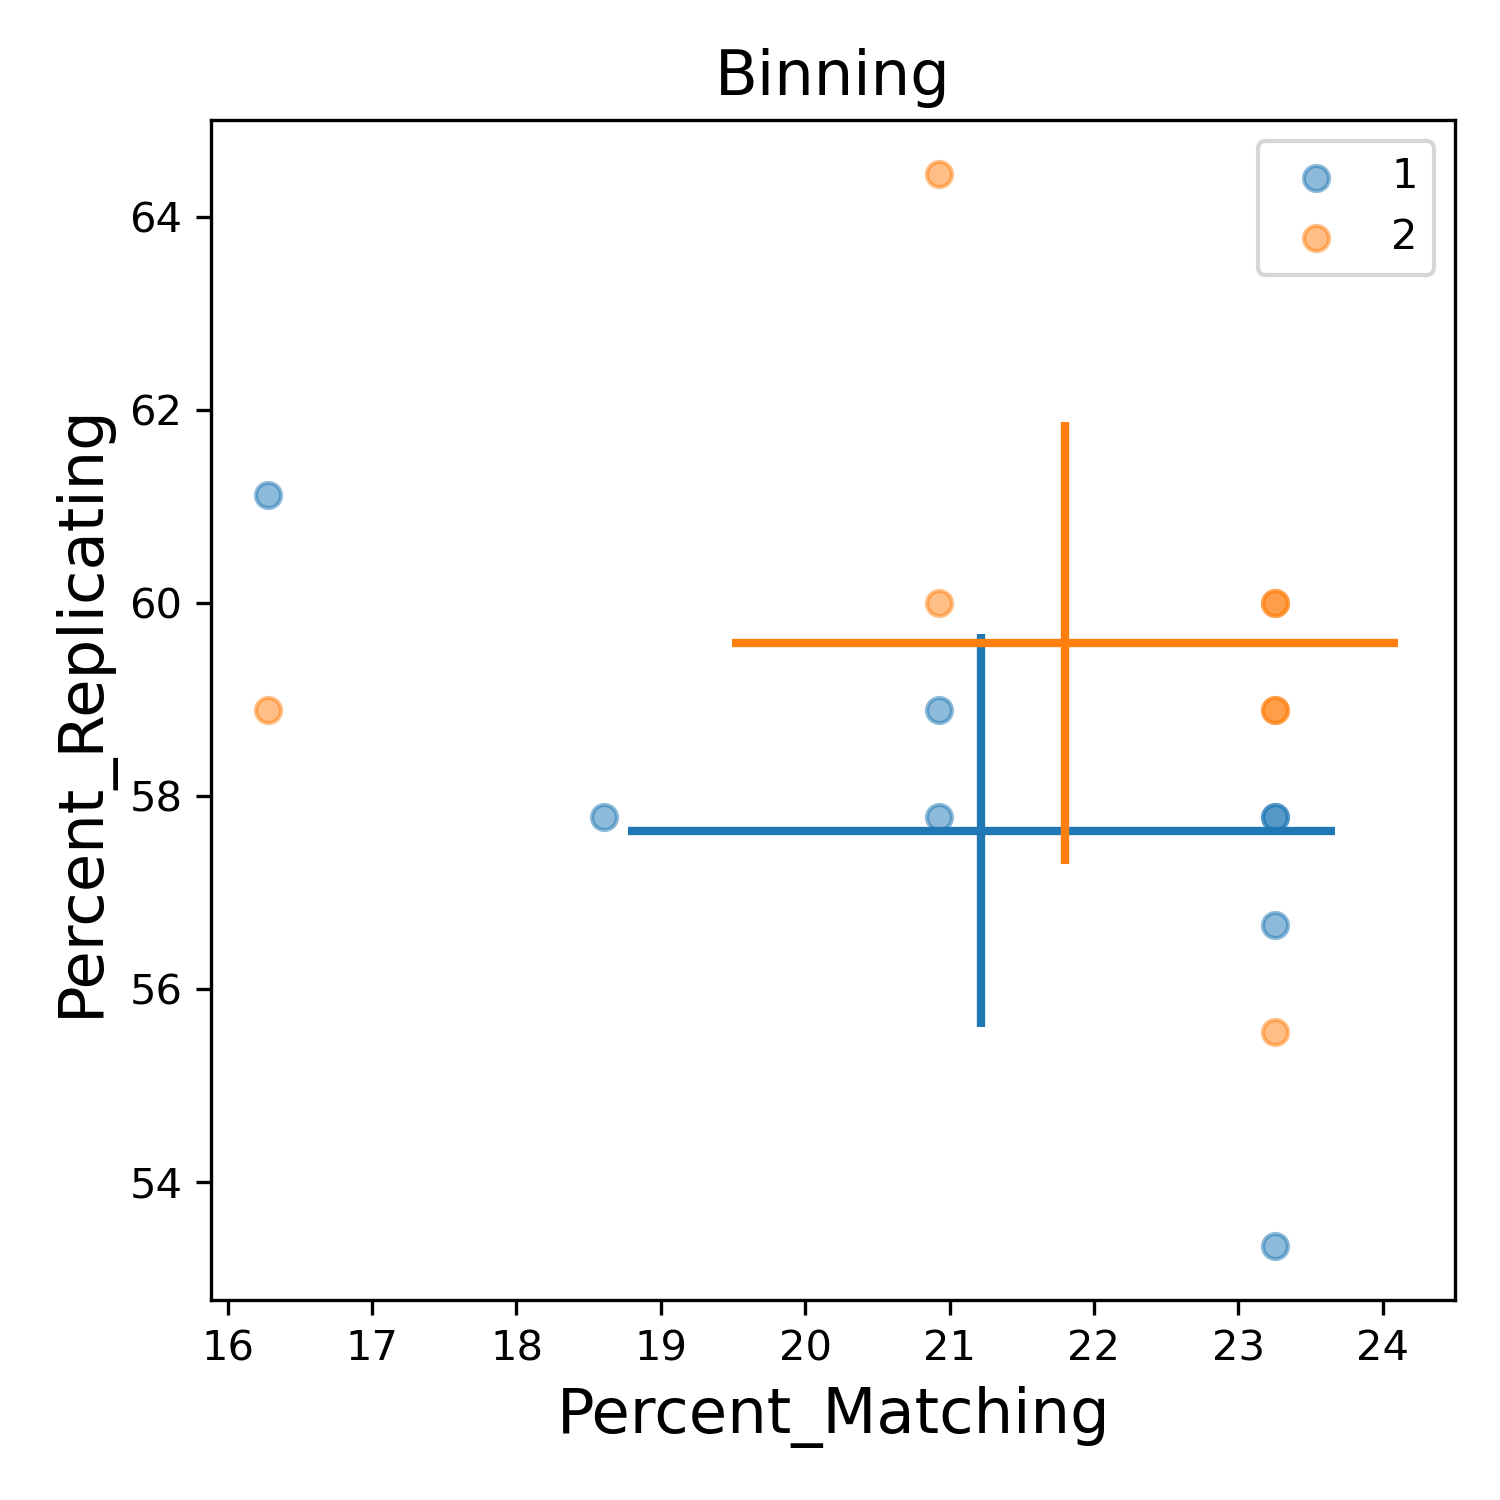 Binning
1
2
Percent_Replicating
64
62
60
58
56
54
16 17 18 19 20 21 22 23 24
Percent_Matching